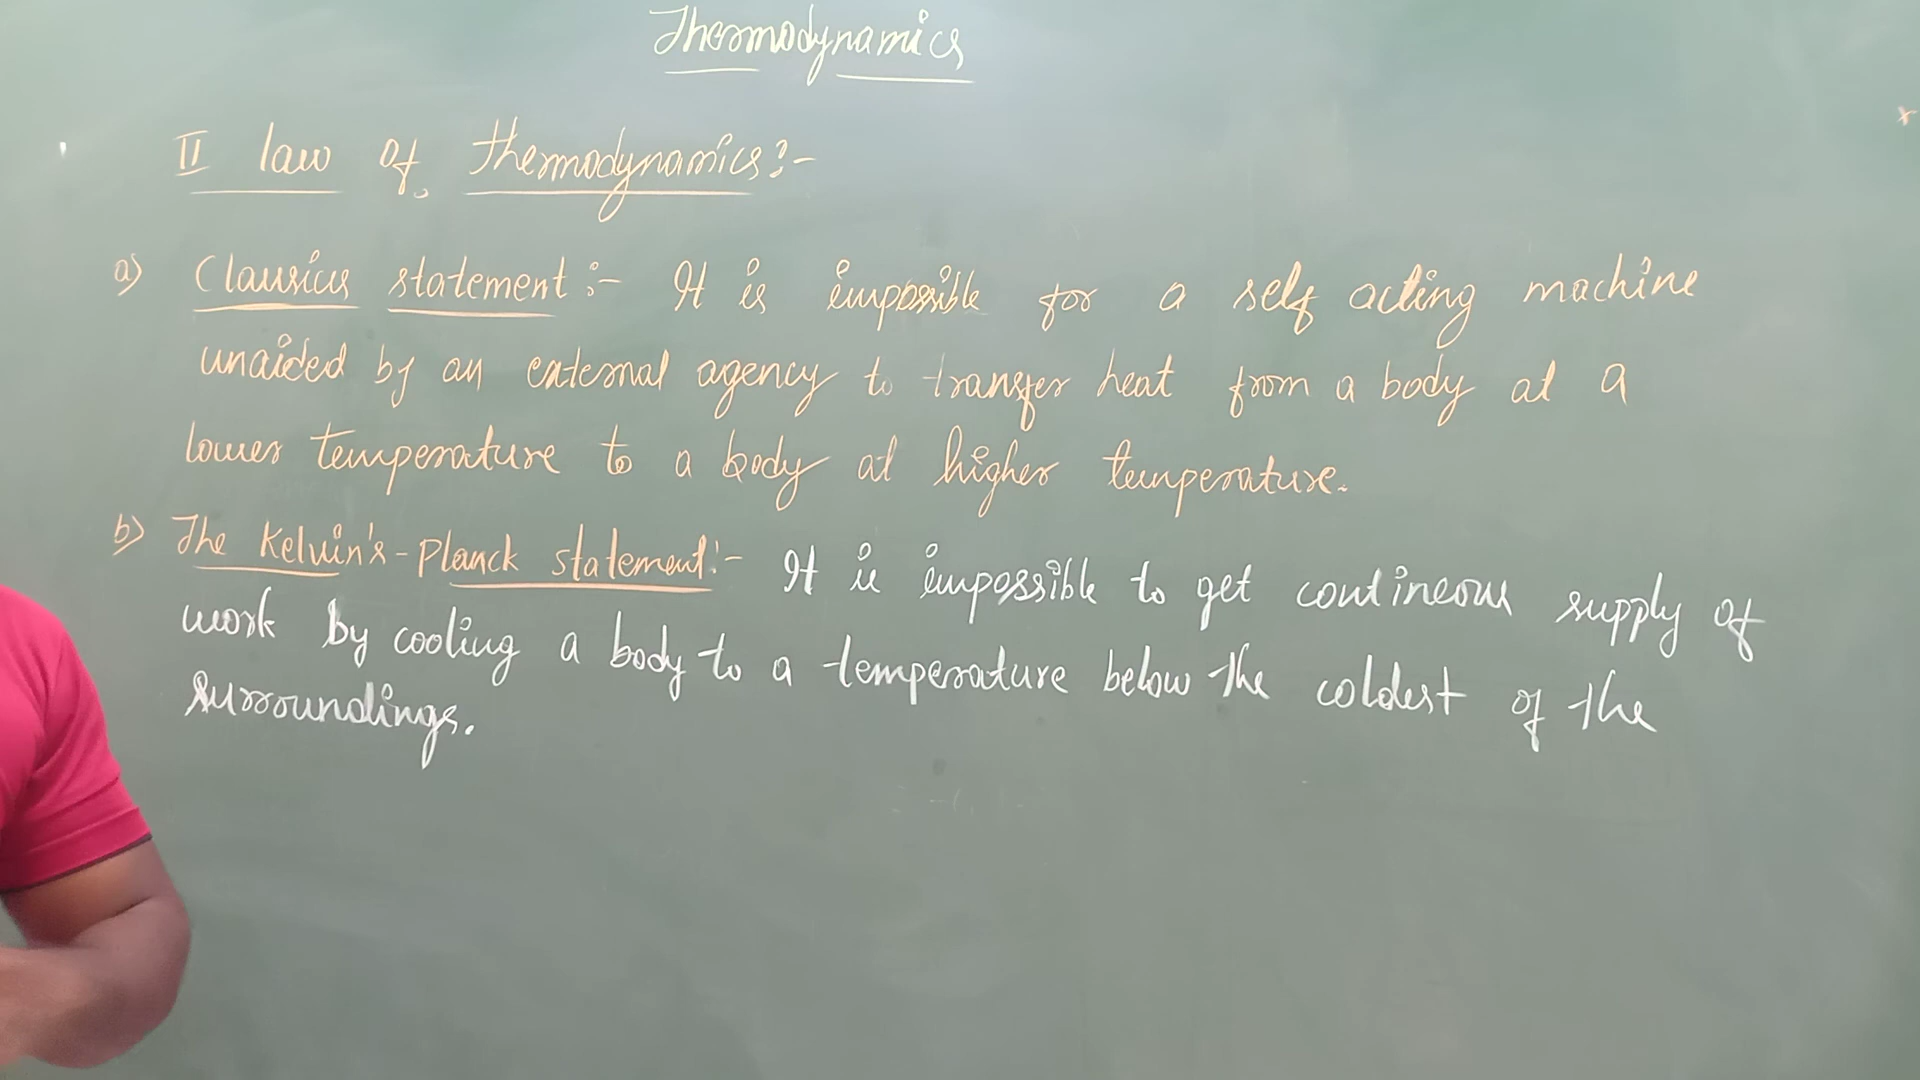 Thermodynamics
II law of thermodynamics:-
a) Clausius statement :- It is impossible for a self acting machine
unaided by an external agency to transfer heat from a body at a
lower temperature to a body at higher temperature.
b) The Kelvin's-Planck statement:- It is impossible to get contineous supply of
work by cooling a body to a temperature below the coldest of the
surroundings.